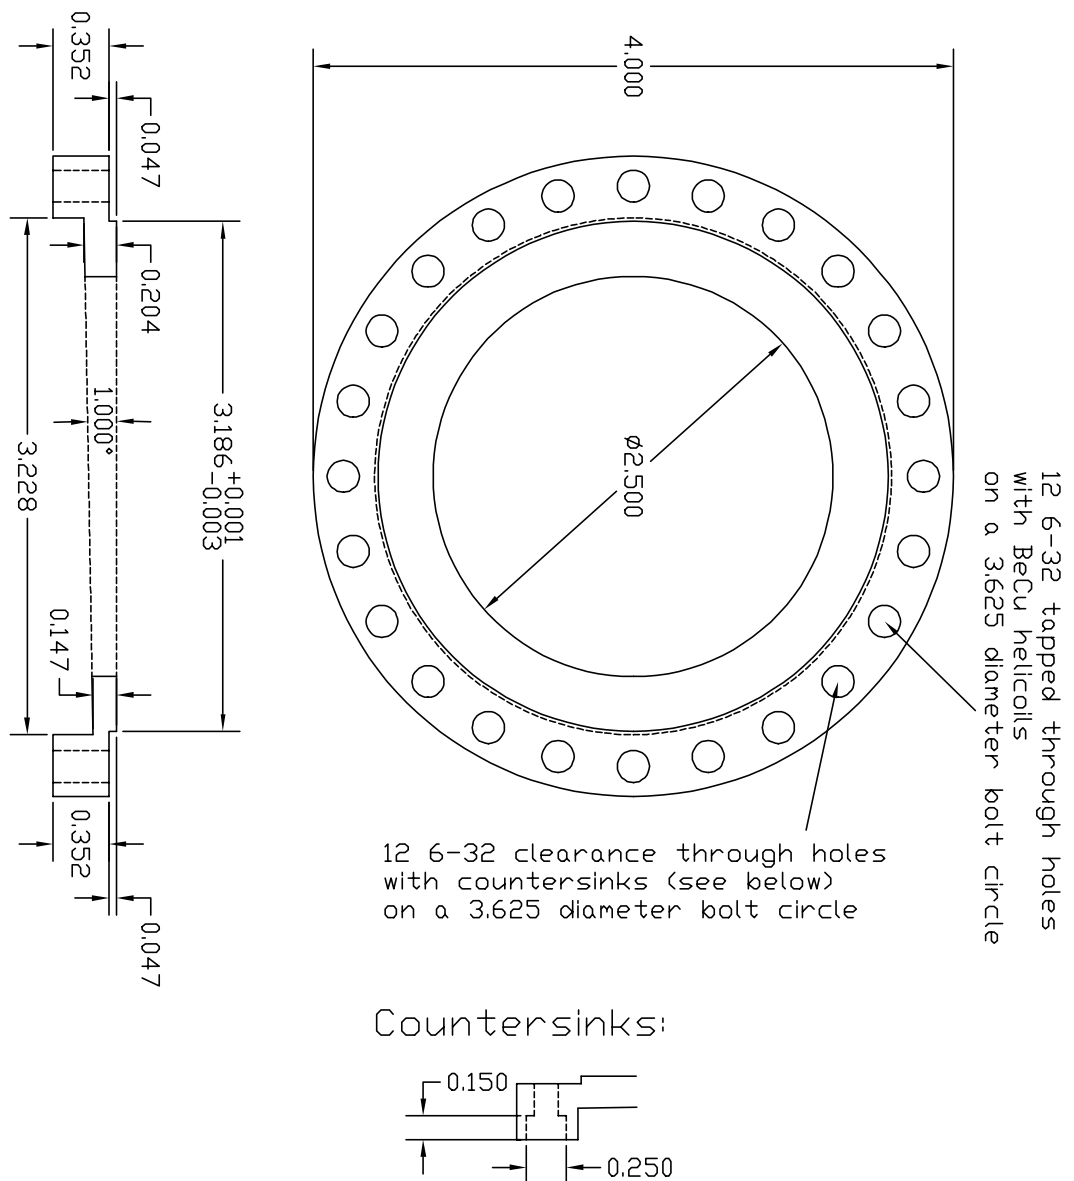 4.000
0.352
0.047
0.204
1.000°
3.186 +0.001
-0.003
3.228
0.147
0.352
0.047
ø2.500
12 6-32 tapped through holes
with BeCu helicoils
on a 3.625 diameter bolt circle
12 6-32 clearance through holes
with countersinks (see below)
on a 3.625 diameter bolt circle
Countersinks:
0.150
0.250